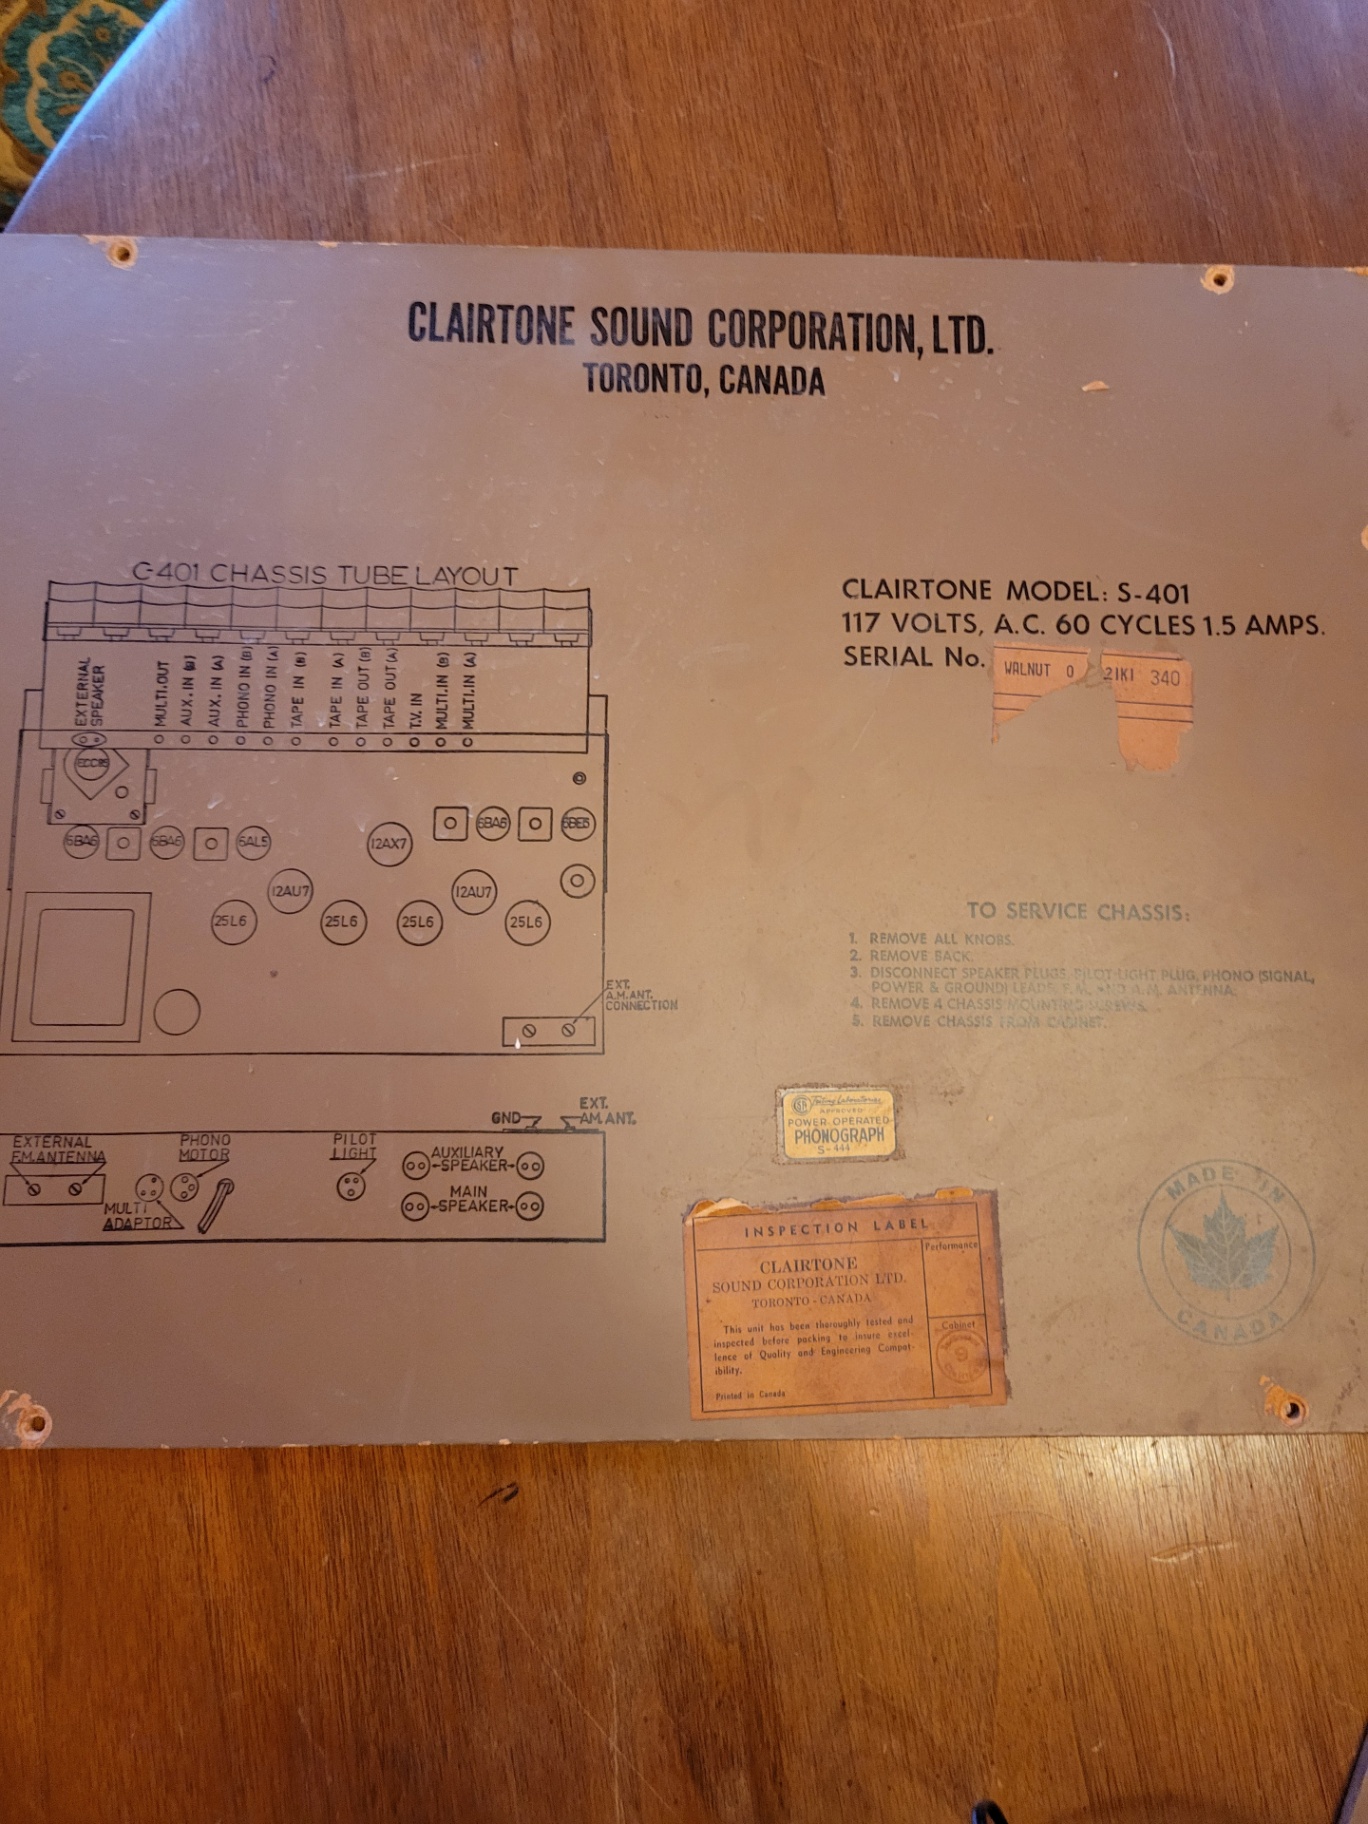 CLAIRTONE SOUND CORPORATION, LTD.
TORONTO, CANADA
C-401 CHASSIS TUBE LAYOUT
EXTERNAL
SPEAKER
MULTI.OUT
AUX. IN (B)
AUX. IN (A)
PHONO IN (B)
PHONO IN (A)
TAPE IN (B)
TAPE IN (A)
TAPE OUT (B)
TAPE OUT (A)
T.V. IN
MULTI.IN (B)
MULTI.IN (A)
ECC85
6BA6 6BA6 6AL5 12AX7 6BA6 6BE6
12AU7 12AU7
25L6 25L6 25L6 25L6
EXT.
A.M.ANT.
CONNECTION
GND
EXT.
AM.ANT.
EXTERNAL
F.M.ANTENNA
PHONO
MOTOR
MULTI
ADAPTOR
PILOT
LIGHT
AUXILIARY
-SPEAKER-
MAIN
-SPEAKER-
CLAIRTONE MODEL: S-401
117 VOLTS, A.C. 60 CYCLES 1.5 AMPS.
SERIAL No. WALNUT 0 21K1 340
TO SERVICE CHASSIS:
1. REMOVE ALL KNOBS.
2. REMOVE BACK.
3. DISCONNECT SPEAKER PLUGS, PILOT LIGHT PLUG, PHONO (SIGNAL,
POWER & GROUND) LEADS, F.M. AND A.M. ANTENNA.
4. REMOVE 4 CHASSIS MOUNTING SCREWS.
5. REMOVE CHASSIS FROM CABINET.
Testing Laboratories
APPROVED
POWER OPERATED
PHONOGRAPH
S-444
INSPECTION LABEL
CLAIRTONE
SOUND CORPORATION LTD.
TORONTO - CANADA
This unit has been thoroughly tested and
inspected before packing to insure excel-
lence of Quality and Engineering Compat-
ibility.
Printed in Canada
Performance
Cabinet
9
MADE IN
CANADA